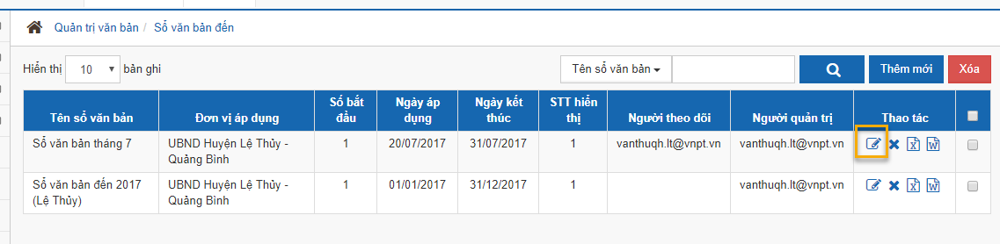 Quản trị văn bản / Sổ văn bản đến
Hiển thị 10 bản ghi Tên sổ văn bản Thêm mới Xóa
Tên sổ văn bản Đơn vị áp dụng Số bắt đầu Ngày áp dụng Ngày kết thúc STT hiển thị Người theo dõi Người quản trị Thao tác
Sổ văn bản tháng 7 UBND Huyện Lệ Thủy - 1 20/07/2017 31/07/2017 1 vanthuqh.lt@vnpt.vn vanthuqh.lt@vnpt.vn
Quảng Bình
Sổ văn bản đến 2017 UBND Huyện Lệ Thủy - 1 01/01/2017 31/12/2017 1 vanthuqh.lt@vnpt.vn
(Lệ Thủy) Quảng Bình